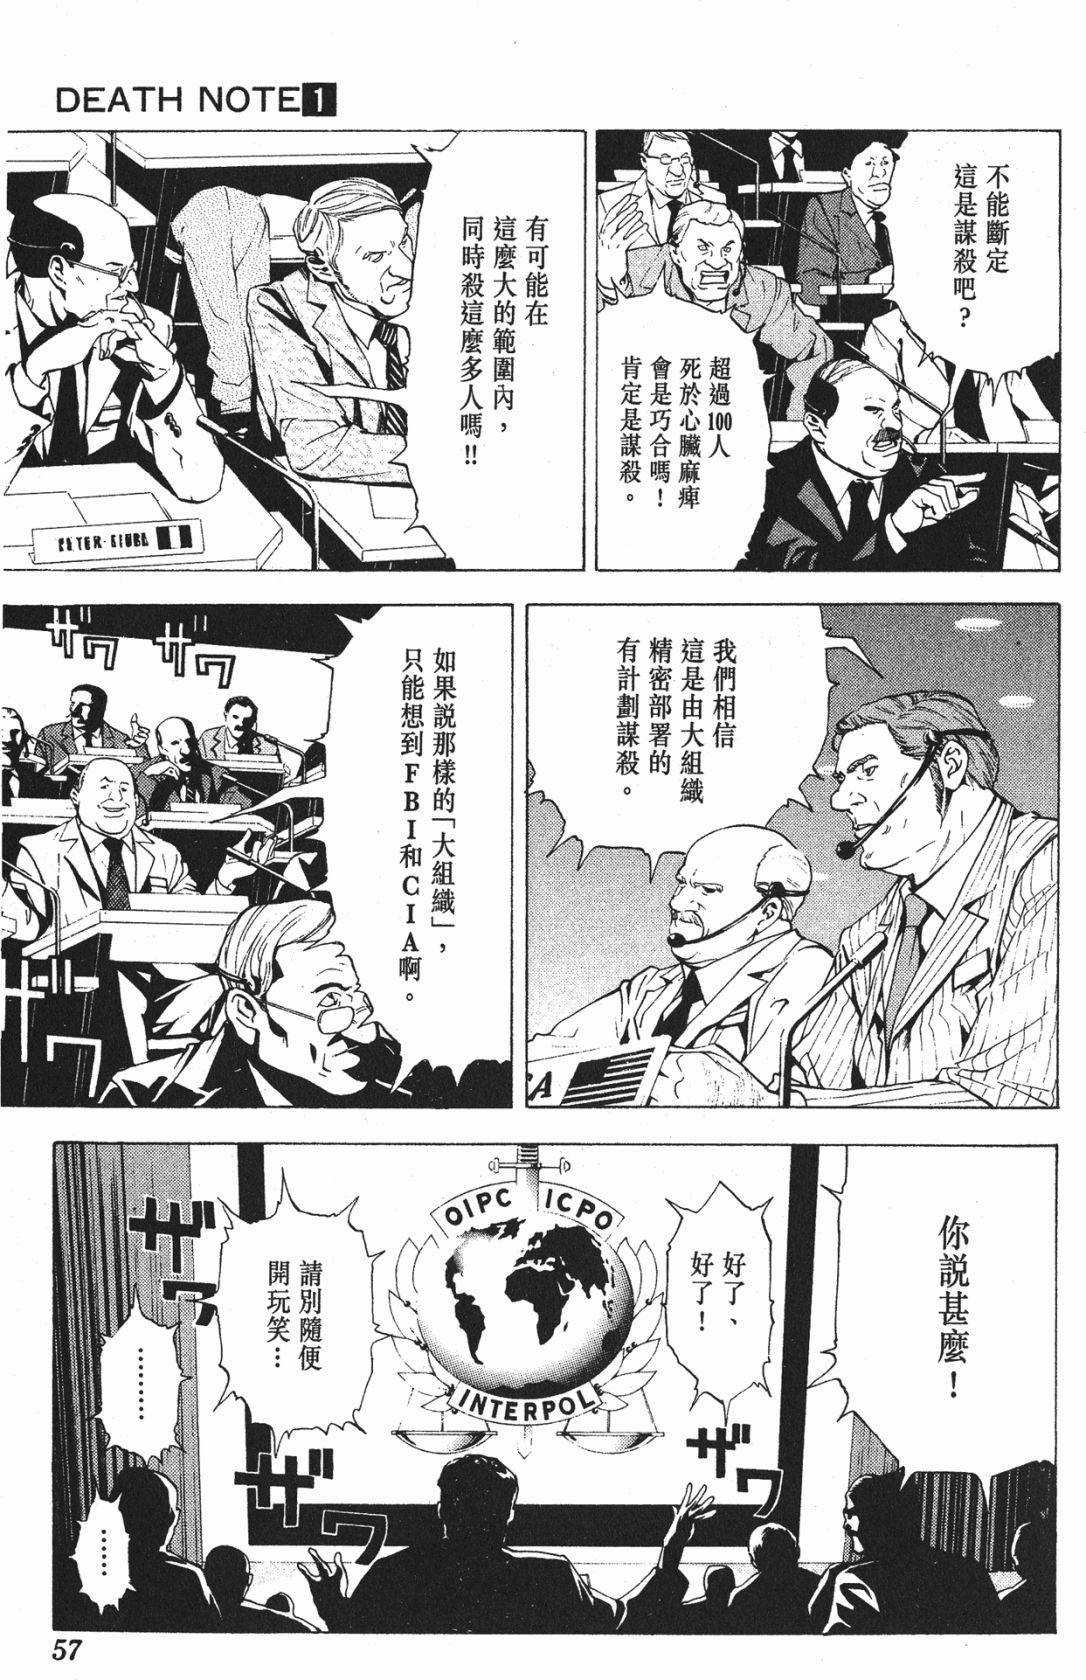 DEATH NOTE 1
不能斷定
這是謀殺吧?
超過100人
死於心臟麻痺
會是巧合嗎!
肯定是謀殺。
有可能在
這麼大的範圍內,
同時殺這麼多人嗎!!
我們相信
這是由大組織
精密部署的
有計劃謀殺。
如果說那樣的「大組織」,
只能想到FBI和CIA啊。
ザワ
ザワ
ザワ
你說甚麼!
好了、
好了!
OIPC ICPO
INTERPOL
請別隨便
開玩笑…
ザワ
ザワ
ザワ
………
……
57